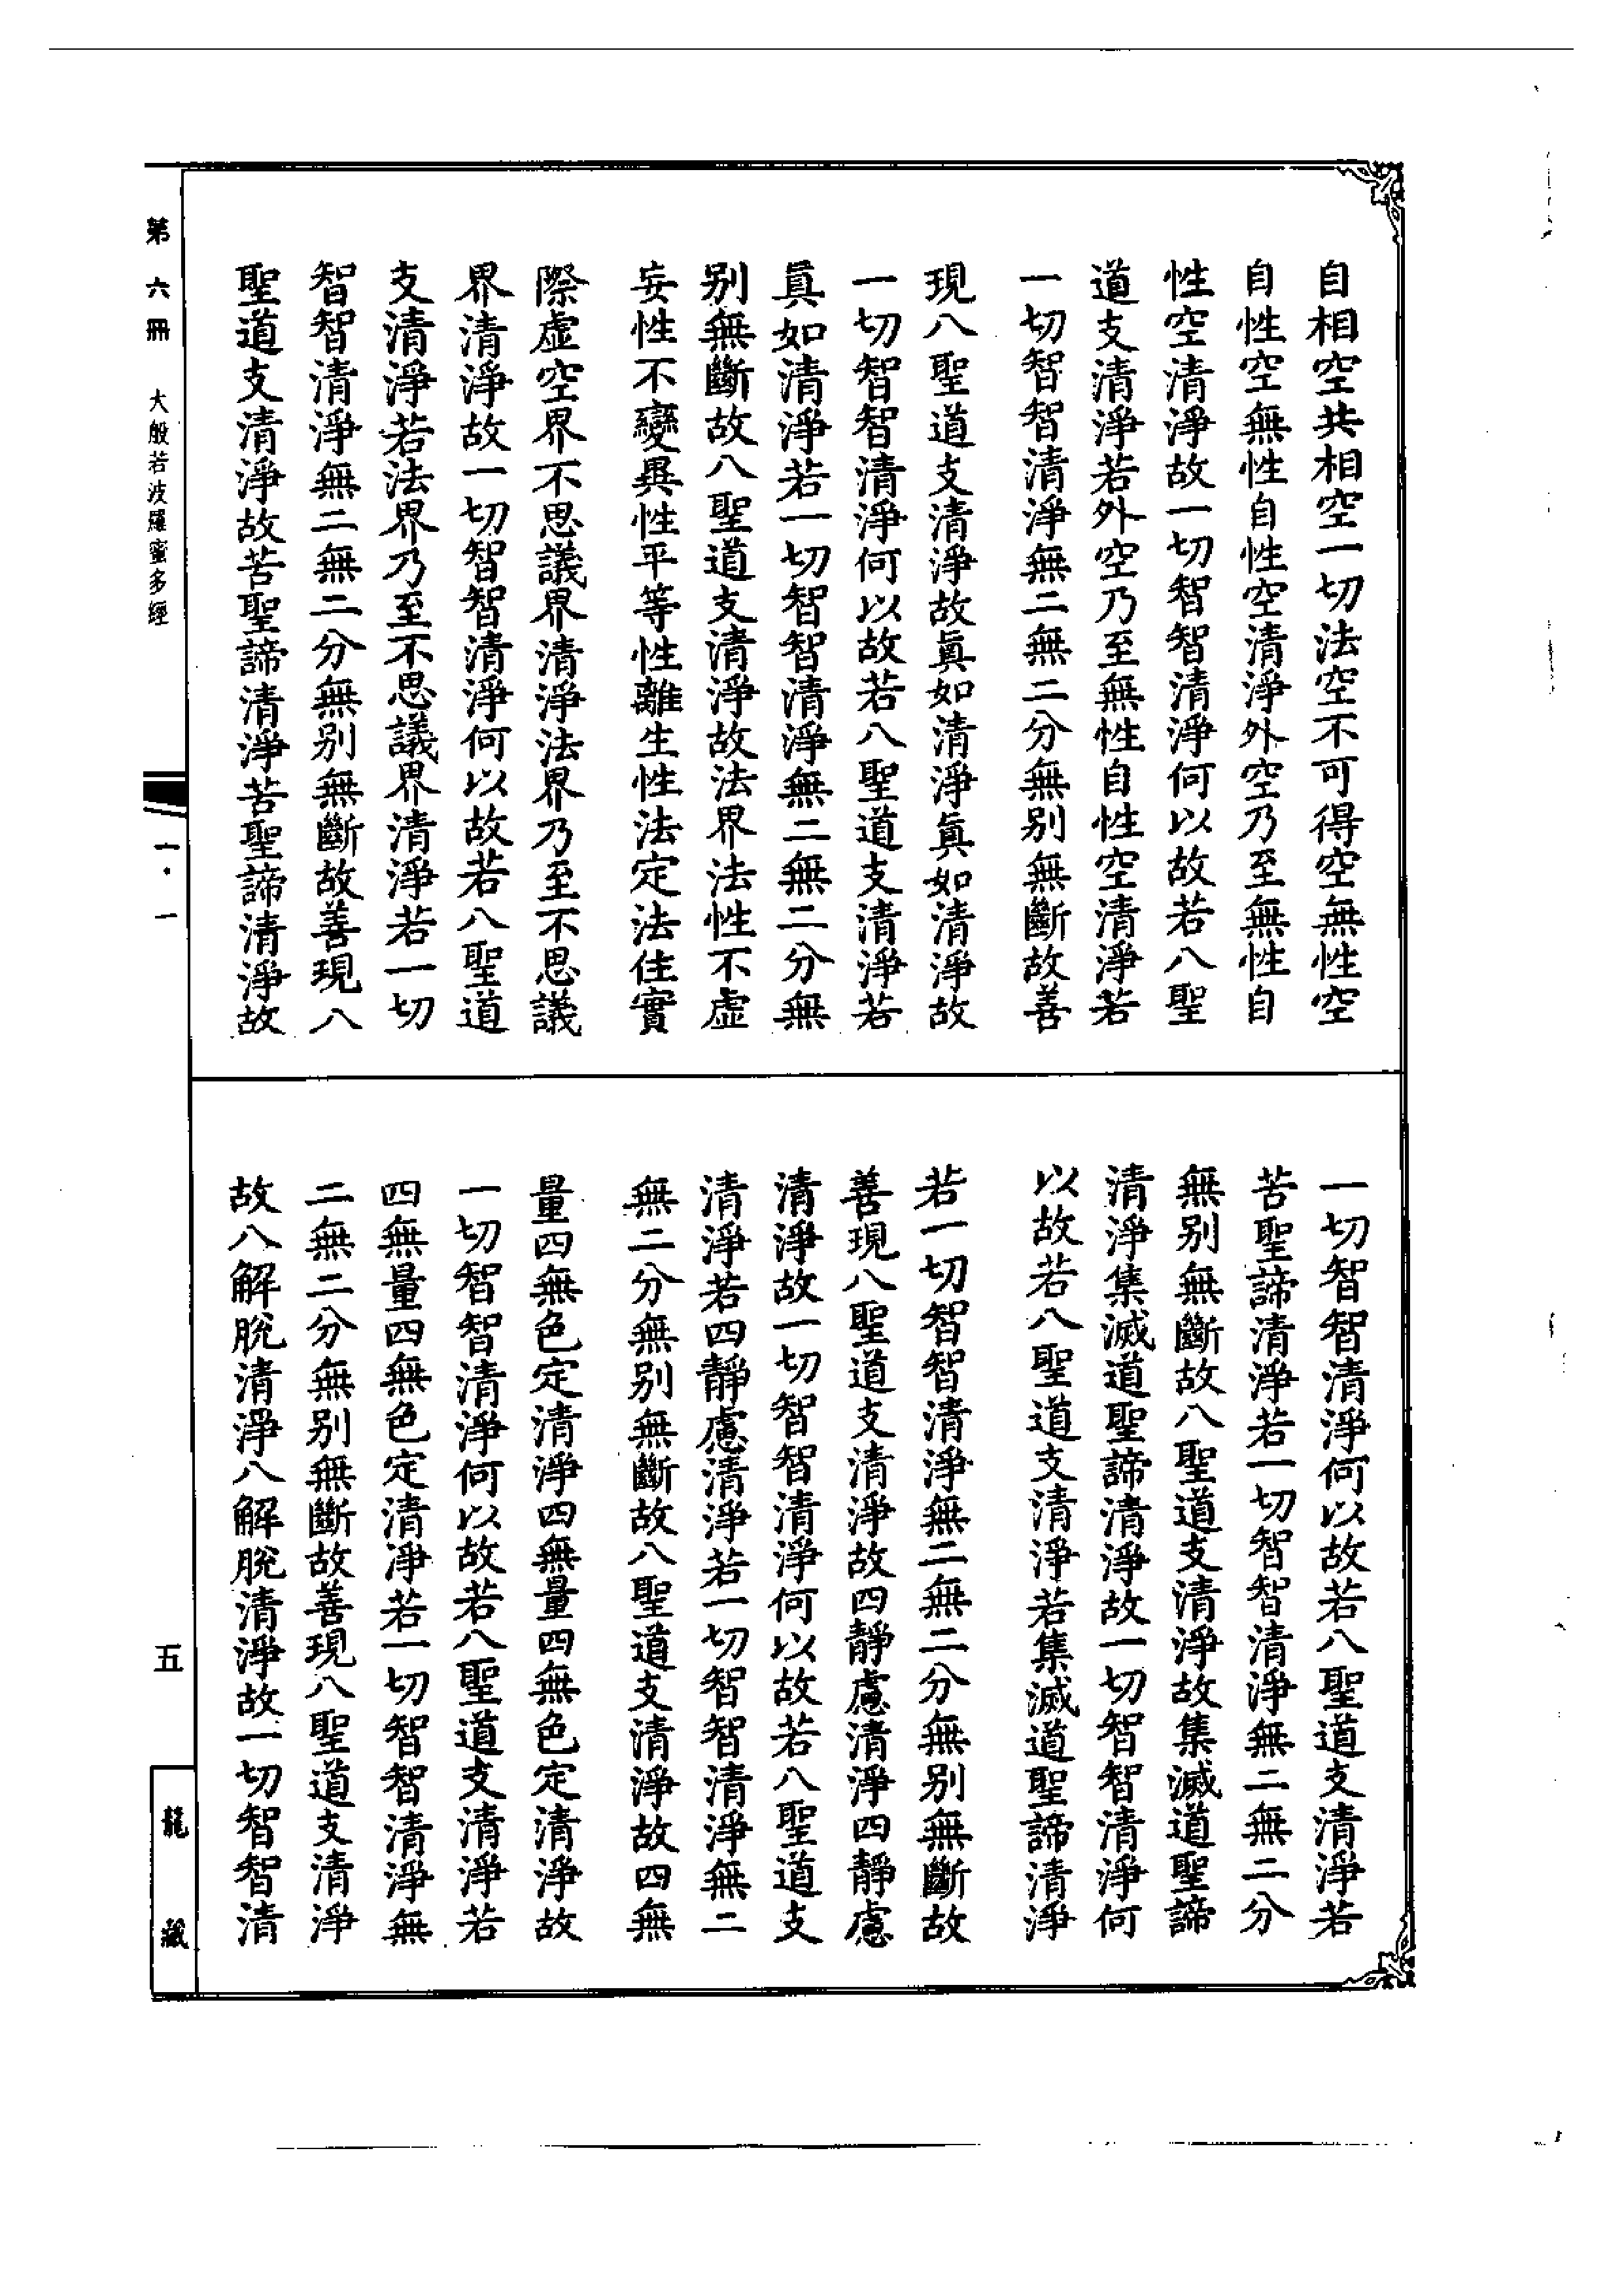 自相空共相空一切法空不可得空無性空
自性空無性自性空清淨外空乃至無性自
性空清淨故一切智智清淨何以故若八聖
道支清淨若外空乃至無性自性空清淨若
一切智智清淨無二無二分無別無斷故善
現八聖道支清淨故眞如清淨眞如清淨故
一切智智清淨何以故若八聖道支清淨若
眞如清淨若一切智智清淨無二無二分無
別無斷故八聖道支清淨故法界法性不虛
妄性不變異性平等性離生性法定法住實
際虛空界不思議界清淨法界乃至不思議
界清淨故一切智智清淨何以故若八聖道
支清淨若法界乃至不思議界清淨若一切
智智清淨無二無二分無別無斷故善現八
聖道支清淨故苦聖諦清淨苦聖諦清淨故
一切智智清淨何以故若八聖道支清淨若
苦聖諦清淨若一切智智清淨無二無二分
無別無斷故八聖道支清淨故集滅道聖諦
清淨集滅道聖諦清淨故一切智智清淨何
以故若八聖道支清淨若集滅道聖諦清淨
若一切智智清淨無二無二分無別無斷故
善現八聖道支清淨故四靜慮清淨四靜慮
清淨故一切智智清淨何以故若八聖道支
清淨若四靜慮清淨若一切智智清淨無二
無二分無別無斷故八聖道支清淨故四無
量四無色定清淨四無量四無色定清淨故
一切智智清淨何以故若八聖道支清淨若
四無量四無色定清淨若一切智智清淨無
二無二分無別無斷故善現八聖道支清淨
故八解脫清淨八解脫清淨故一切智智清
第六冊 大般若波羅蜜多經
一·一
五
龍藏